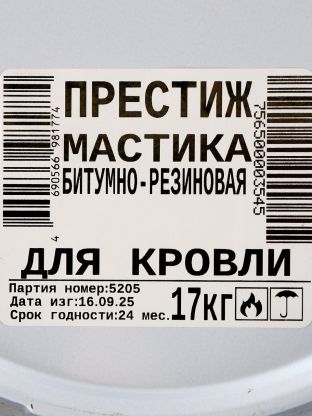 ПРЕСТИЖ
МАСТИКА
БИТУМНО-РЕЗИНОВАЯ
4 690566 981774
7565000003545
ДЛЯ КРОВЛИ
Партия номер:5205
Дата изг:16.09.25
Срок годности:24 мес.
17кг